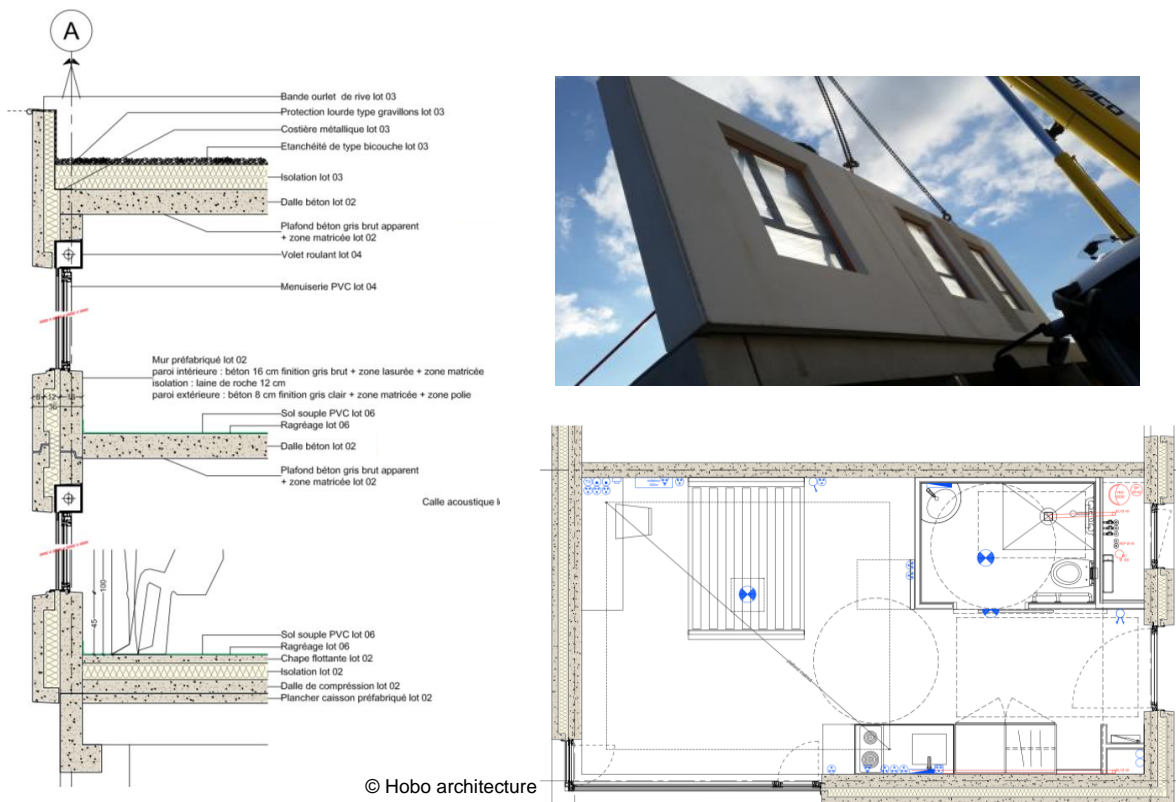 A
Bande ourlet de rive lot 03
Protection lourde type gravillons lot 03
Costière métallique lot 03
Etanchéité de type bicouche lot 03
Isolation lot 03
Dalle béton lot 02
Plafond béton gris brut apparent
+ zone matricée lot 02
Volet roulant lot 04
Menuiserie PVC lot 04
Mur préfabriqué lot 02
paroi intérieure : béton 16 cm finition gris brut + zone lasurée + zone matricée
isolation : laine de roche 12 cm
paroi extérieure : béton 8 cm finition gris clair + zone matricée + zone polie
8 12 16
36
Sol souple PVC lot 06
Ragréage lot 06
Dalle béton lot 02
Plafond béton gris brut apparent
+ zone matricée lot 02
Calle acoustique l
100
45
Sol souple PVC lot 06
Ragréage lot 06
Chape flottante lot 02
Isolation lot 02
Dalle de compréssion lot 02
Plancher caisson préfabriqué lot 02
© Hobo architecture